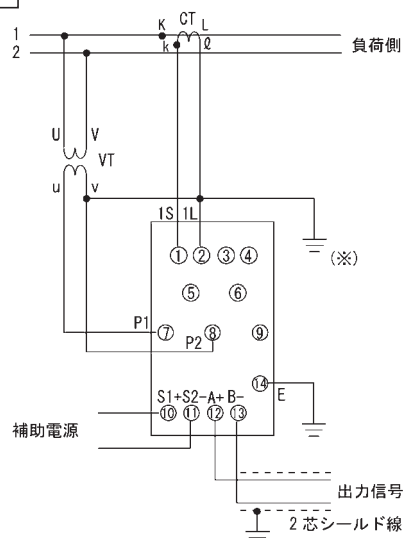 CT
K L
1
k ℓ
負荷側
2
U V
VT
u v
1S 1L
(※)
① ② ③ ④
⑤ ⑥
P1 ⑦ ⑧ ⑨
P2
⑭ E
S1+ S2- A+ B-
⑩ ⑪ ⑫ ⑬
補助電源
出力信号
2芯シールド線